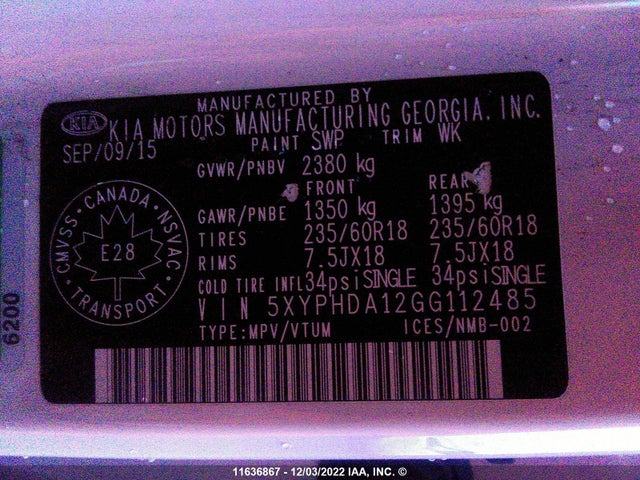 MANUFACTURED BY
KIA KIA MOTORS MANUFACTURING GEORGIA, INC.
SEP/09/15 PAINT SWP TRIM WK
GVWR/PNBV 2380 kg
FRONT REAR
GAWR/PNBE 1350 kg 1395 kg
TIRES 235/60R18 235/60R18
RIMS 7.5JX18 7.5JX18
COLD TIRE INFL 34psi SINGLE 34psi SINGLE
VIN 5XYPHDA12GG112485
TYPE:MPV/VTUM ICES/NMB-002
CMVSS · CANADA · NSVAC · TRANSPORT ·
E28
6200
11636867 - 12/03/2022 IAA, INC. ©